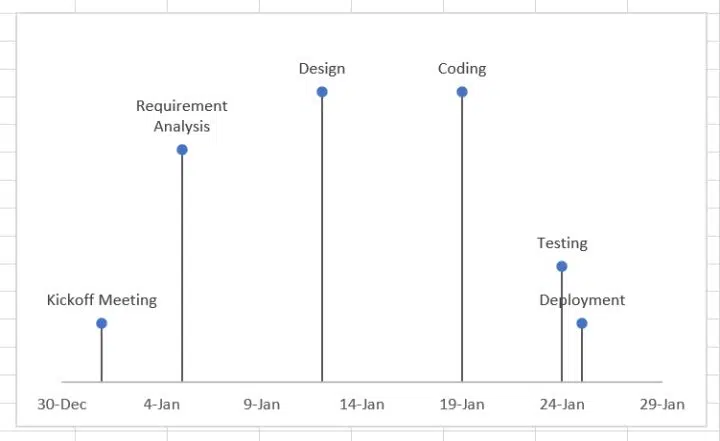 Design
Coding
Requirement
Analysis
Testing
Kickoff Meeting
Deployment
30-Dec
4-Jan
9-Jan
14-Jan
19-Jan
24-Jan
29-Jan